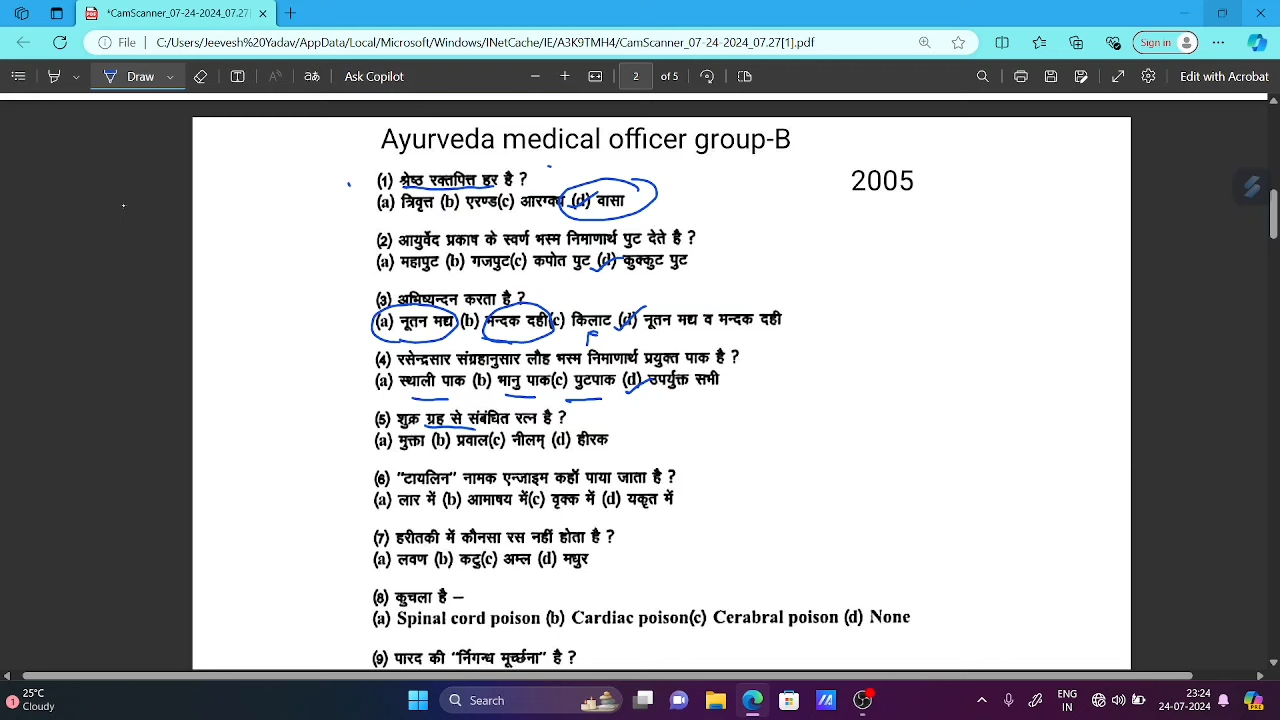 *CamScanner_07-24-2024_07.27[1]
File C:/Users/Jeevesh%20Yadav/AppData/Local/Microsoft/Windows/INetCache/IE/A3K9TMH4/CamScanner_07-24-2024_07.27[1].pdf Sign in
Draw Ask Copilot 2 of 5 Edit with Acrobat
Ayurveda medical officer group-B
2005
(1) श्रेष्ठ रक्तपित्त हर है ?
(a) त्रिवृत्त (b) एरण्ड(c) आरग्वध (d) वासा
(2) आयुर्वेद प्रकाष के स्वर्ण भस्म निमाणार्थ पुट देते है ?
(a) महापुट (b) गजपुट(c) कपोत पुट (d) कुक्कुट पुट
(3) अभिष्यन्दन करता है ?
(a) नूतन मद्य (b) मन्दक दही(c) किलाट (d) नूतन मद्य व मन्दक दही
(4) रसेन्द्रसार संग्रहानुसार लौह भस्म निमाणार्थ प्रयुक्त पाक है ?
(a) स्थाली पाक (b) भानु पाक(c) पुटपाक (d) उपर्युक्त सभी
(5) शुक्र ग्रह से संबंधित रत्न है ?
(a) मुक्ता (b) प्रवाल(c) नीलम् (d) हीरक
(6) “टायलिन” नामक एन्जाइम कहॉ पाया जाता है ?
(a) लार में (b) आमाषय में(c) वृक्क में (d) यकृत में
(7) हरीतकी में कौनसा रस नहीं होता है ?
(a) लवण (b) कटु(c) अम्ल (d) मधुर
(8) कुचला है –
(a) Spinal cord poison (b) Cardiac poison(c) Cerabral poison (d) None
(9) पारद की “र्निगन्ध मूर्च्छना” है ?
25°C
Cloudy
Search
ENG
IN
23:24
24-07-2024